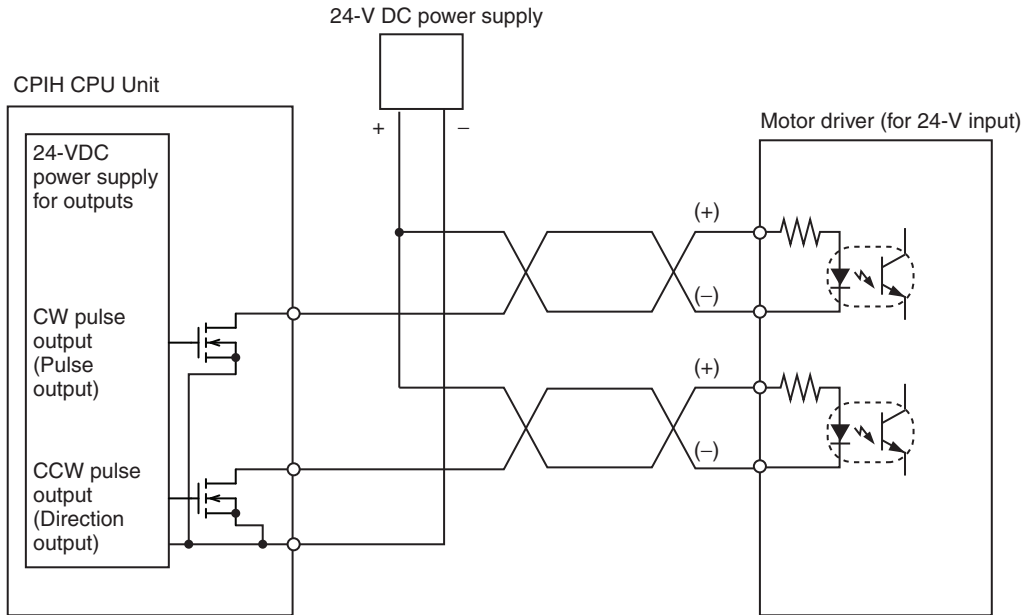 24-V DC power supply
CPIH CPU Unit
+
−
Motor driver (for 24-V input)
24-VDC
power supply
for outputs
(+)
(−)
CW pulse
output
(Pulse
output)
(+)
(−)
CCW pulse
output
(Direction
output)